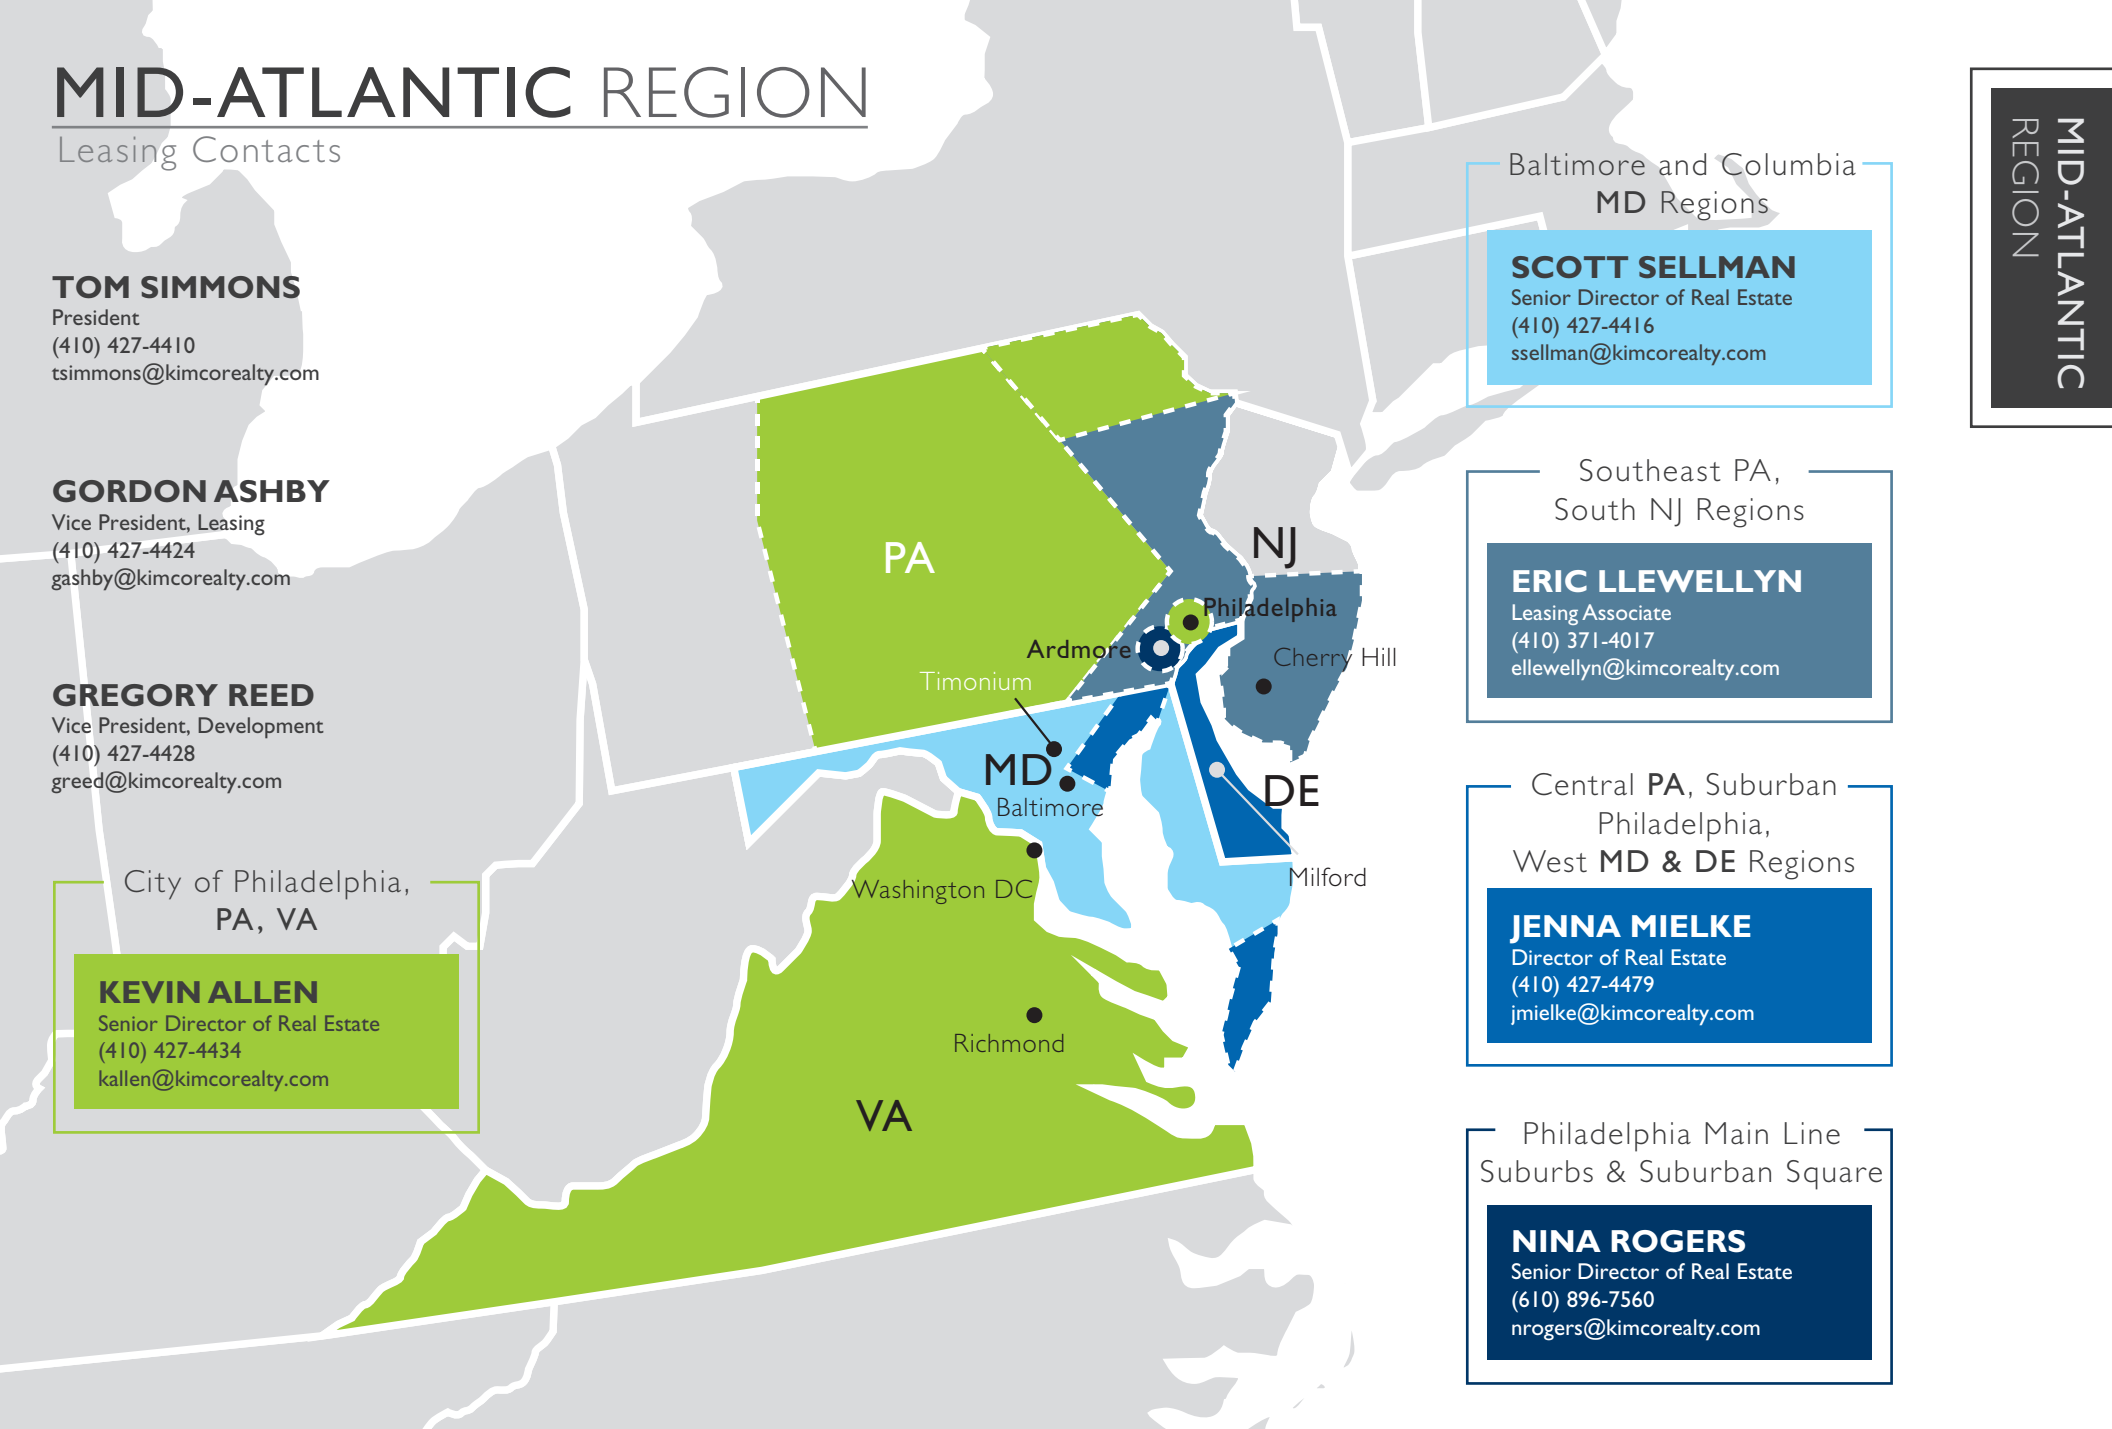 MID-ATLANTIC REGION
Leasing Contacts
TOM SIMMONS
President
(410) 427-4410
tsimmons@kimcorealty.com
GORDON ASHBY
Vice President, Leasing
(410) 427-4424
gashby@kimcorealty.com
GREGORY REED
Vice President, Development
(410) 427-4428
greed@kimcorealty.com
City of Philadelphia,
PA, VA
KEVIN ALLEN
Senior Director of Real Estate
(410) 427-4434
kallen@kimcorealty.com
PA
NJ
Philadelphia
Ardmore
Cherry Hill
Timonium
MD
DE
Baltimore
Milford
Washington DC
Richmond
VA
Baltimore and Columbia
MD Regions
SCOTT SELLMAN
Senior Director of Real Estate
(410) 427-4416
ssellman@kimcorealty.com
Southeast PA,
South NJ Regions
ERIC LLEWELLYN
Leasing Associate
(410) 371-4017
ellewellyn@kimcorealty.com
Central PA, Suburban
Philadelphia,
West MD & DE Regions
JENNA MIELKE
Director of Real Estate
(410) 427-4479
jmielke@kimcorealty.com
Philadelphia Main Line
Suburbs & Suburban Square
NINA ROGERS
Senior Director of Real Estate
(610) 896-7560
nrogers@kimcorealty.com
MID-ATLANTIC
REGION